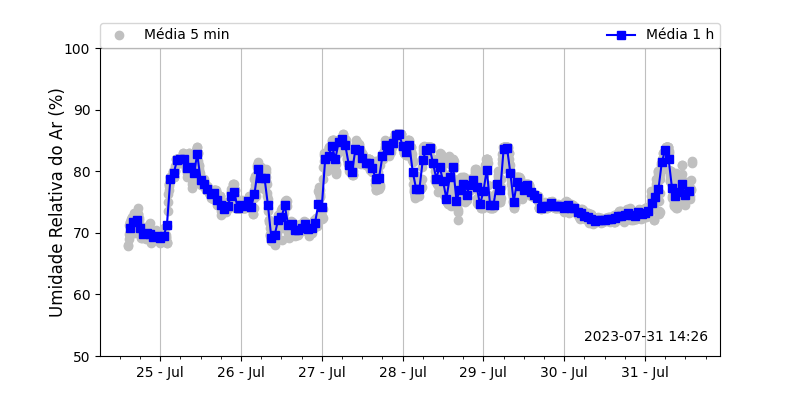 Média 5 min
Média 1 h
Umidade Relativa do Ar (%)
100
90
80
70
60
50
2023-07-31 14:26
25 - Jul
26 - Jul
27 - Jul
28 - Jul
29 - Jul
30 - Jul
31 - Jul